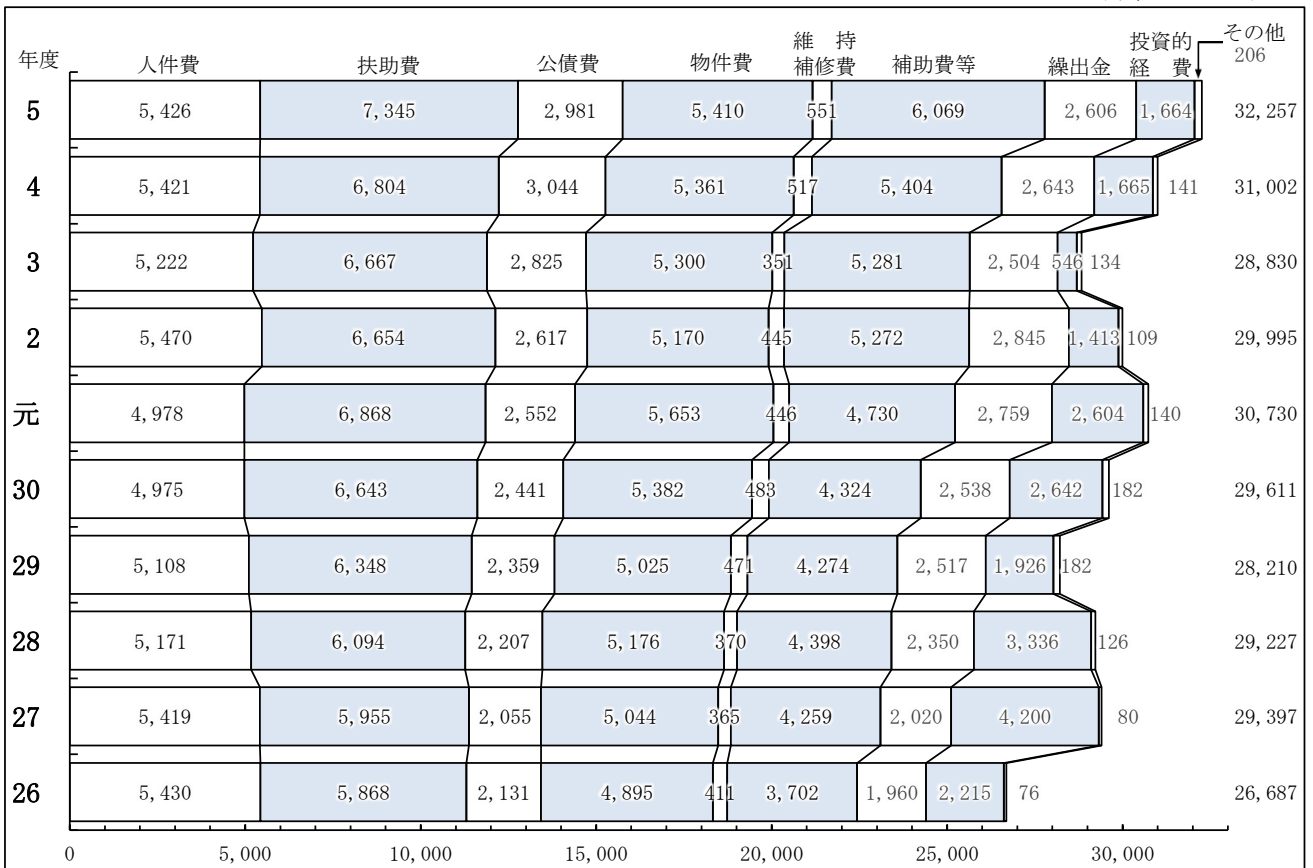 年度 人件費 扶助費 公債費 物件費 維持補修費 補助費等 繰出金 投資的経費 その他
5 5,426 7,345 2,981 5,410 551 6,069 2,606 1,664 206 32,257
4 5,421 6,804 3,044 5,361 517 5,404 2,643 1,665 141 31,002
3 5,222 6,667 2,825 5,300 351 5,281 2,504 546 134 28,830
2 5,470 6,654 2,617 5,170 445 5,272 2,845 1,413 109 29,995
元 4,978 6,868 2,552 5,653 446 4,730 2,759 2,604 140 30,730
30 4,975 6,643 2,441 5,382 483 4,324 2,538 2,642 182 29,611
29 5,108 6,348 2,359 5,025 471 4,274 2,517 1,926 182 28,210
28 5,171 6,094 2,207 5,176 370 4,398 2,350 3,336 126 29,227
27 5,419 5,955 2,055 5,044 365 4,259 2,020 4,200 80 29,397
26 5,430 5,868 2,131 4,895 411 3,702 1,960 2,215 76 26,687
0 5,000 10,000 15,000 20,000 25,000 30,000